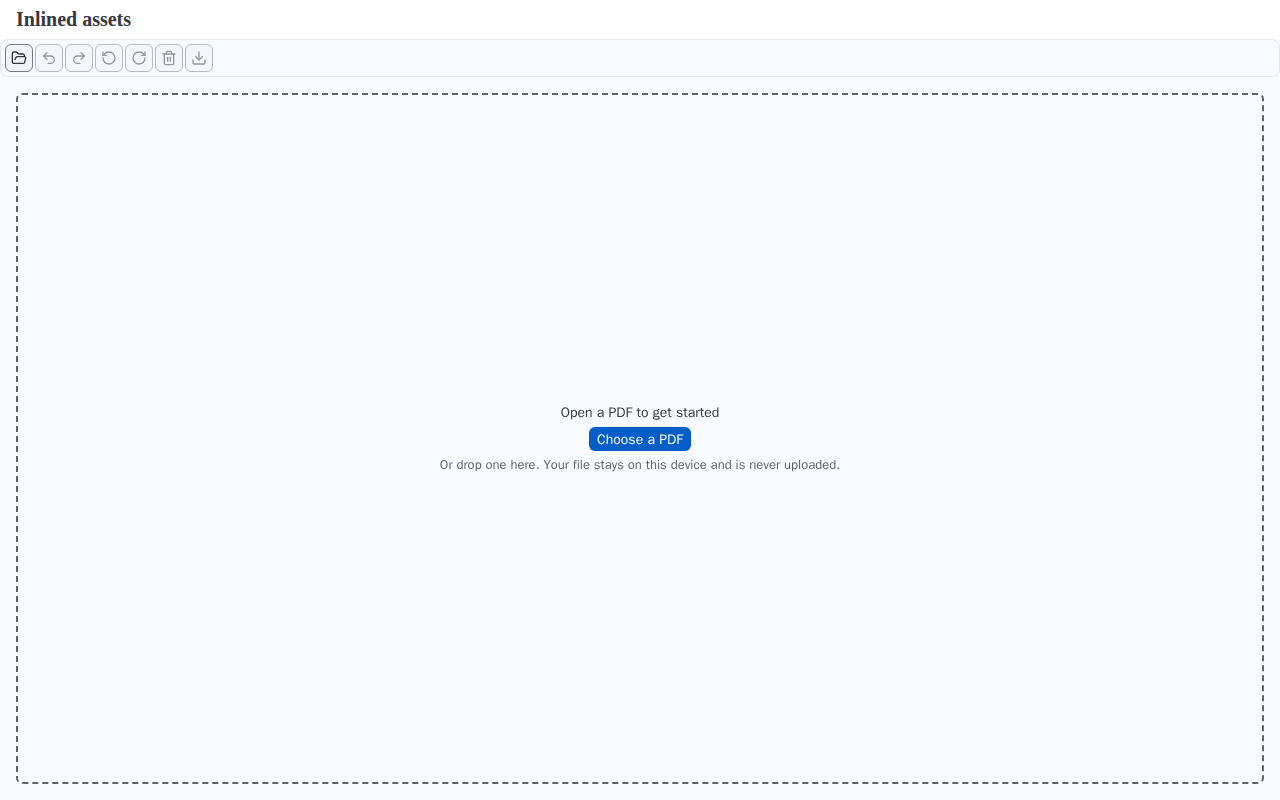 Inlined assets
Open a PDF to get started
Choose a PDF
Or drop one here. Your file stays on this device and is never uploaded.